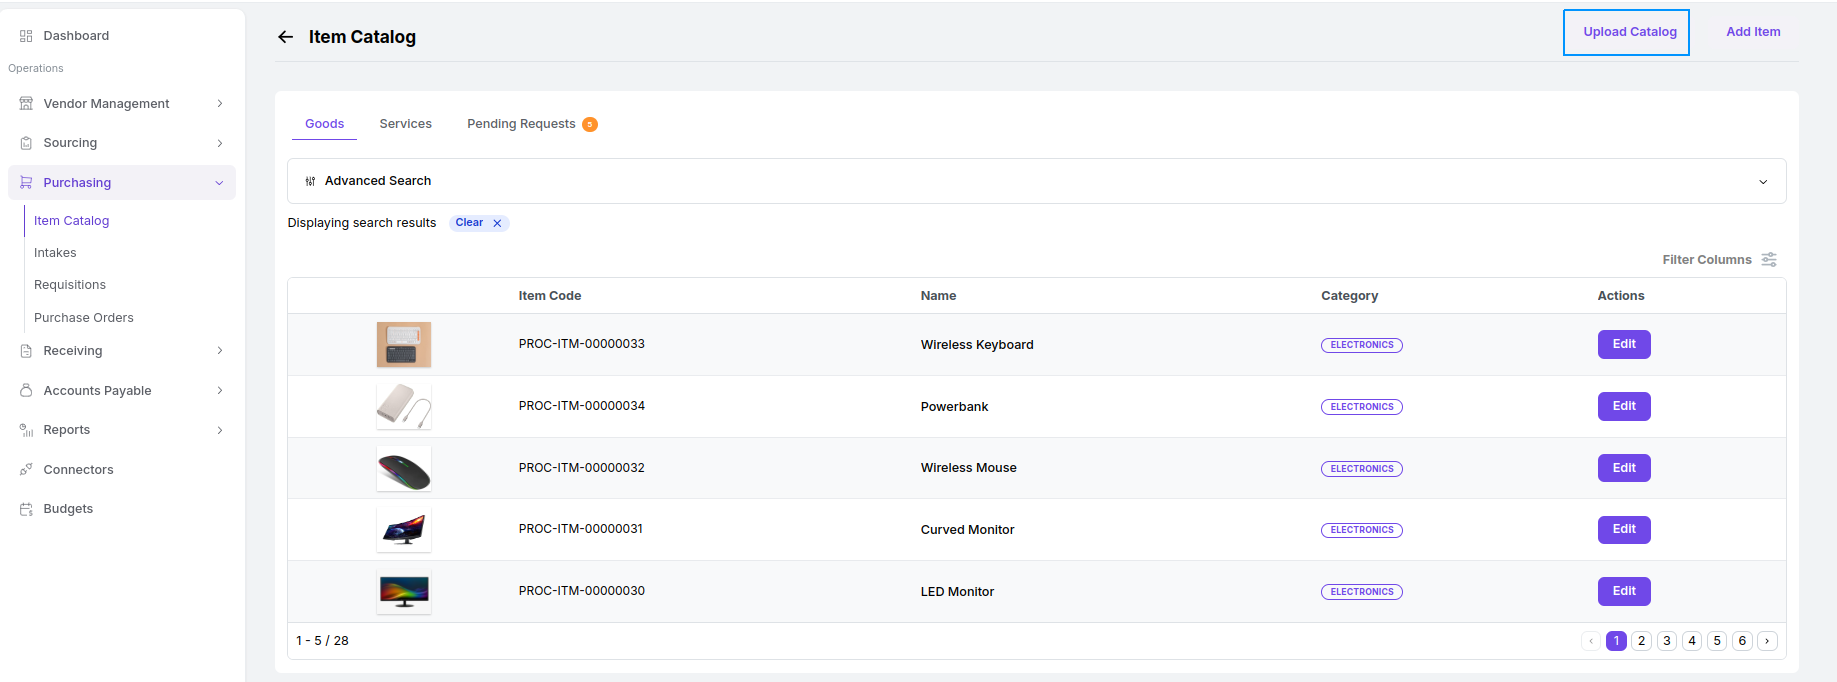 Dashboard
Operations
Vendor Management
Sourcing
Purchasing
Item Catalog
Intakes
Requisitions
Purchase Orders
Receiving
Accounts Payable
Reports
Connectors
Budgets
Item Catalog
Upload Catalog
Add Item
Goods
Services
Pending Requests 5
Advanced Search
Displaying search results Clear
Filter Columns
Item Code Name Category Actions
PROC-ITM-00000033 Wireless Keyboard ELECTRONICS Edit
PROC-ITM-00000034 Powerbank ELECTRONICS Edit
PROC-ITM-00000032 Wireless Mouse ELECTRONICS Edit
PROC-ITM-00000031 Curved Monitor ELECTRONICS Edit
PROC-ITM-00000030 LED Monitor ELECTRONICS Edit
1 - 5 / 28
‹ 1 2 3 4 5 6 ›